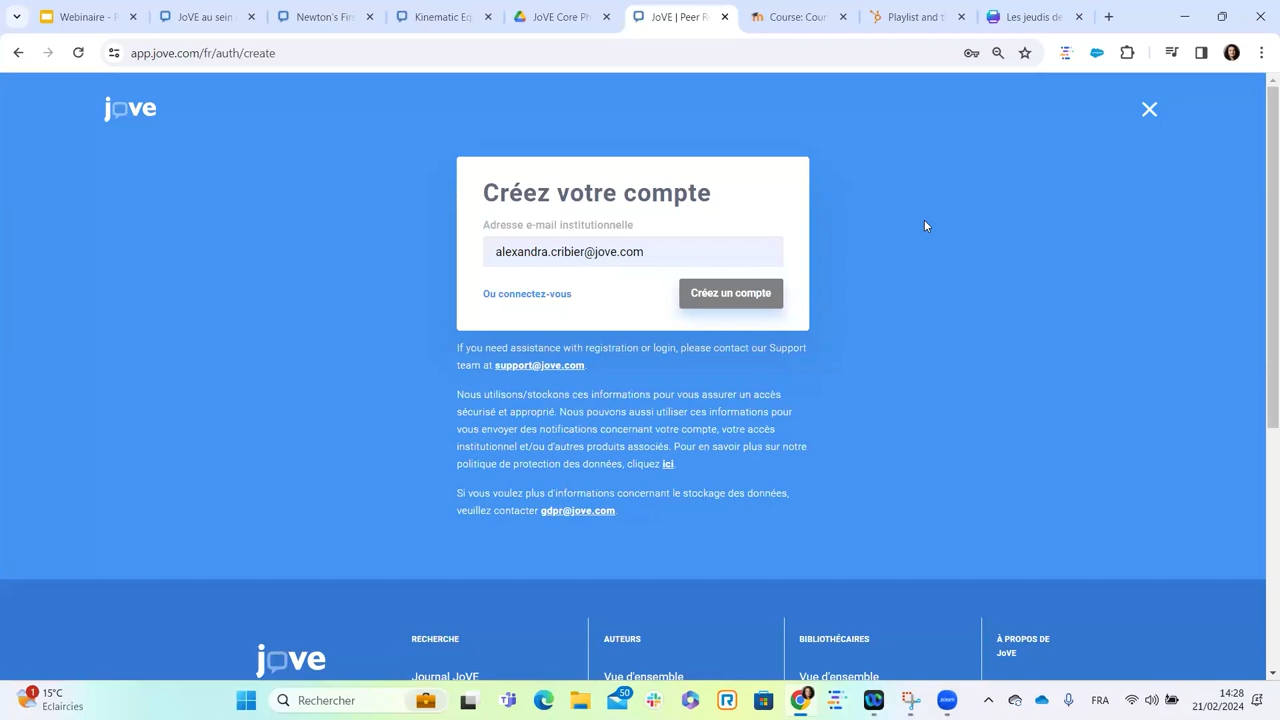 Webinaire - P
JoVE au sein
Newton's Firs
Kinematic Eq
JoVE Core Ph
JoVE | Peer R
Course: Cour
Playlist and t
Les jeudis de
app.jove.com/fr/auth/create
jove
Créez votre compte
Adresse e-mail institutionnelle
alexandra.cribier@jove.com
Ou connectez-vous
Créez un compte
If you need assistance with registration or login, please contact our Support
team at support@jove.com.
Nous utilisons/stockons ces informations pour vous assurer un accès
sécurisé et approprié. Nous pouvons aussi utiliser ces informations pour
vous envoyer des notifications concernant votre compte, votre accès
institutionnel et/ou d'autres produits associés. Pour en savoir plus sur notre
politique de protection des données, cliquez ici.
Si vous voulez plus d'informations concernant le stockage des données,
veuillez contacter gdpr@jove.com.
jove
RECHERCHE
Journal JoVE
AUTEURS
Vue d'ensemble
BIBLIOTHÉCAIRES
Vue d'ensemble
À PROPOS DE
JoVE
1
15°C
Eclaircies
Rechercher
50
zoom
FRA
14:28
21/02/2024